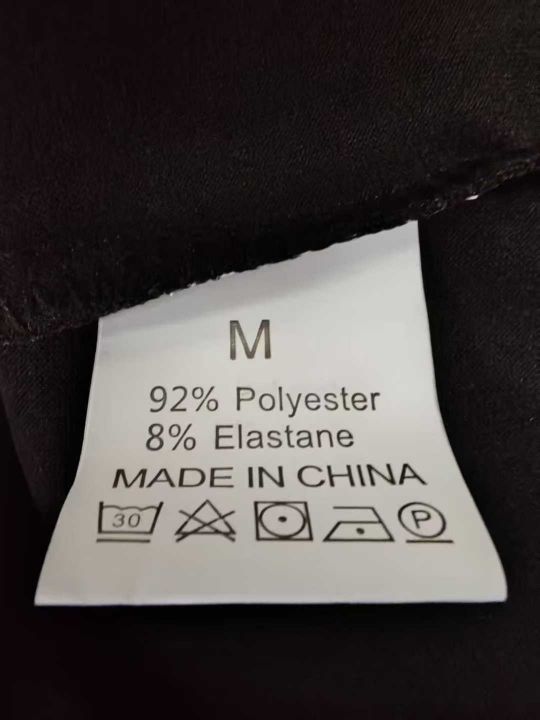 M
92% Polyester
8% Elastane
MADE IN CHINA
30 P